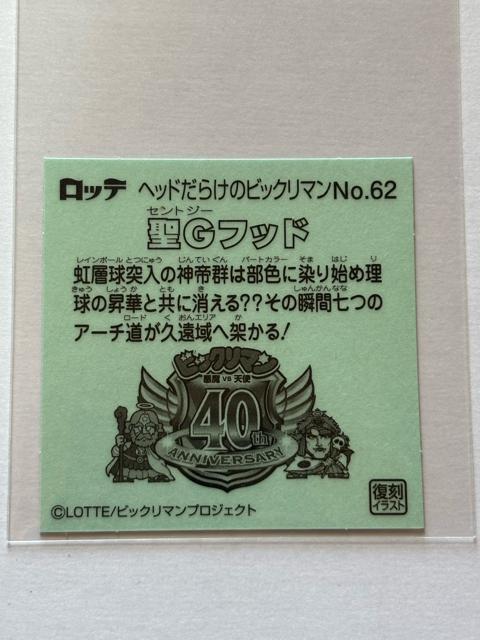 ロッテ ヘッドだらけのビックリマンNo.62
セントジー
聖Gフッド
レインボール とつにゅう じんていぐん パートカラー そま はじ り
虹層球突入の神帝群は部色に染り始め理
きゅう しょうか とも き しゅんかんなな
球の昇華と共に消える??その瞬間七つの
ロード く おんエリア か
アーチ道が久遠域へ架かる!
ビックリマン
悪魔 VS 天使
40th
ANNIVERSARY
©LOTTE/ビックリマンプロジェクト
復刻
イラスト